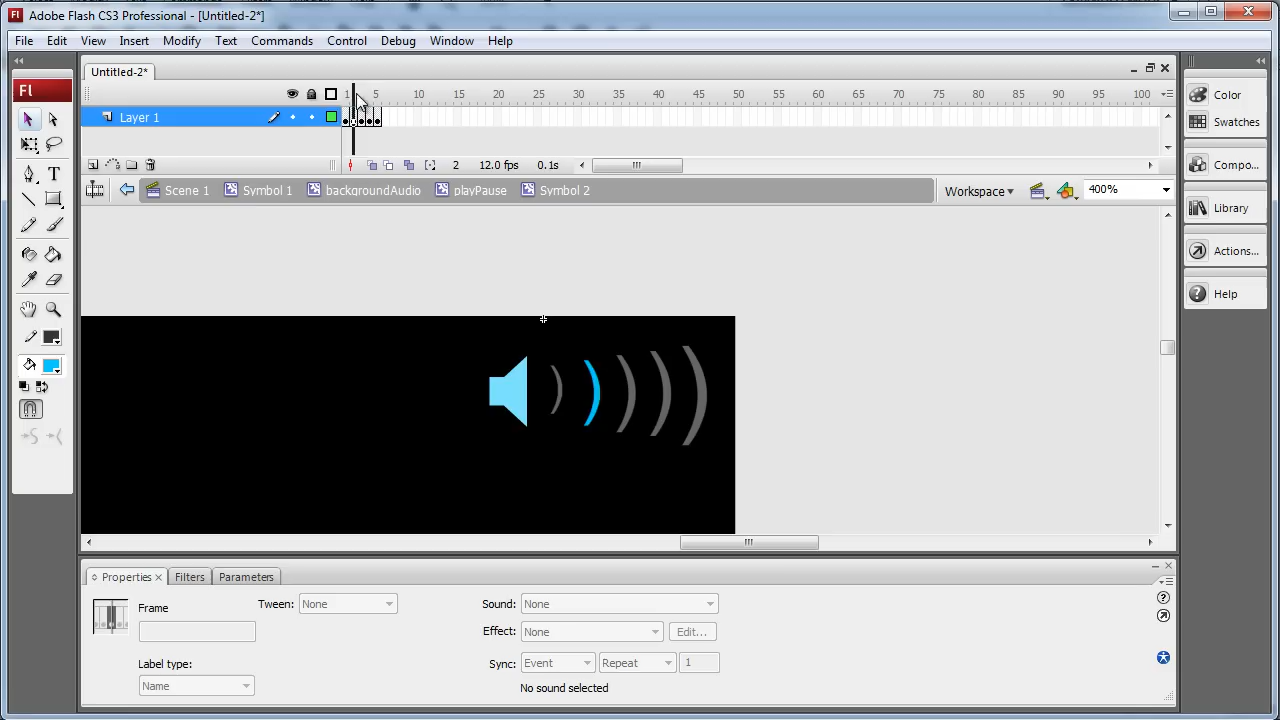 Fl Adobe Flash CS3 Professional - [Untitled-2*]
File Edit View Insert Modify Text Commands Control Debug Window Help
Untitled-2*
Fl
1 5 10 15 20 25 30 35 40 45 50 55 60 65 70 75 80 85 90 95 100
Layer 1
2 12.0 fps 0.1s
Scene 1 Symbol 1 backgroundAudio playPause Symbol 2 Workspace 400%
Color
Swatches
Compo...
Library
Actions...
Help
Properties Filters Parameters
Frame Tween: None Sound: None
Effect: None Edit...
Label type: Sync: Event Repeat 1
Name No sound selected